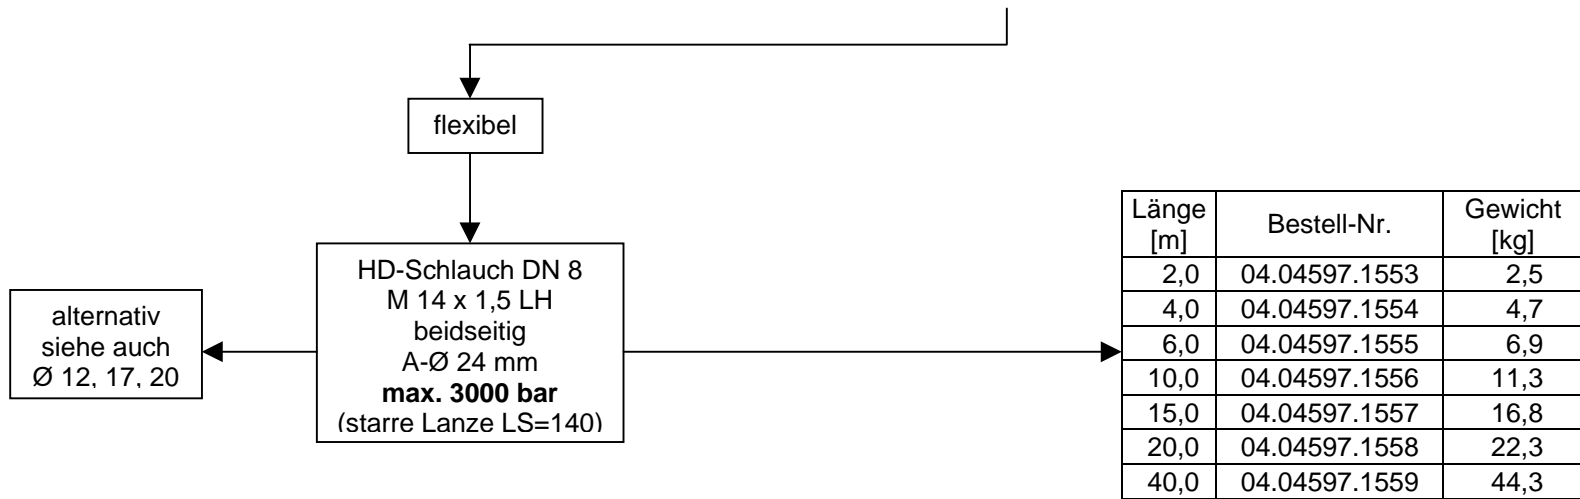 flexibel
HD-Schlauch DN 8
M 14 x 1,5 LH
beidseitig
A-Ø 24 mm
max. 3000 bar
(starre Lanze LS=140)
alternativ
siehe auch
Ø 12, 17, 20
Länge [m] Bestell-Nr. Gewicht [kg]
2,0 04.04597.1553 2,5
4,0 04.04597.1554 4,7
6,0 04.04597.1555 6,9
10,0 04.04597.1556 11,3
15,0 04.04597.1557 16,8
20,0 04.04597.1558 22,3
40,0 04.04597.1559 44,3